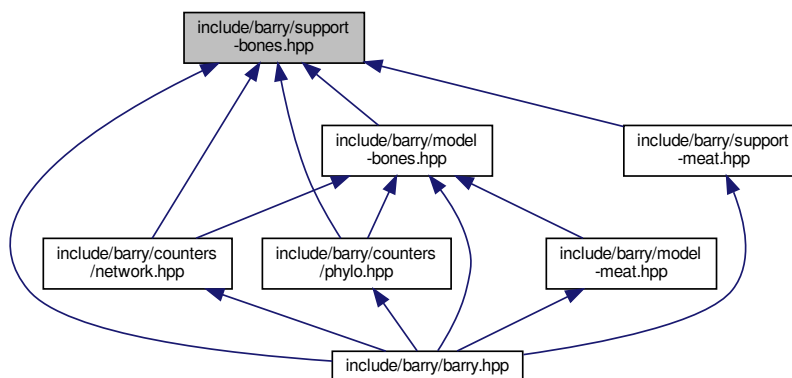 include/barry/support
-bones.hpp
include/barry/model
-bones.hpp
include/barry/support
-meat.hpp
include/barry/counters
/network.hpp
include/barry/counters
/phylo.hpp
include/barry/model
-meat.hpp
include/barry/barry.hpp